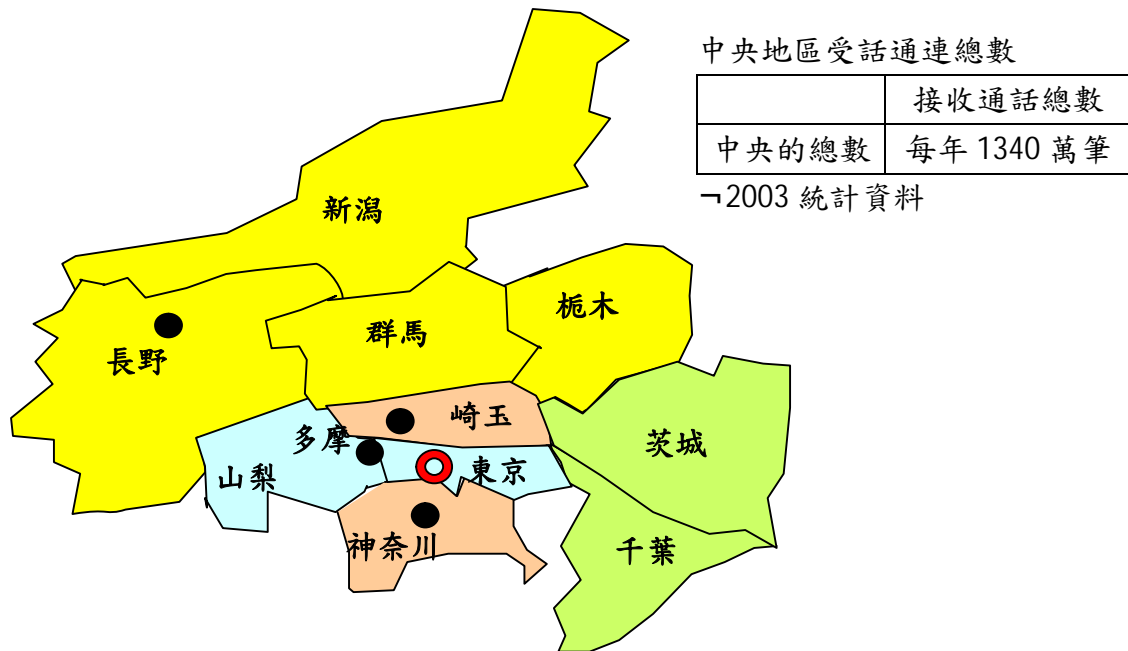 中央地區受話通連總數
接收通話總數
中央的總數 每年 1340 萬筆
¬2003 統計資料
新潟
栃木
群馬
長野
崎玉
多摩
茨城
山梨
東京
神奈川
千葉